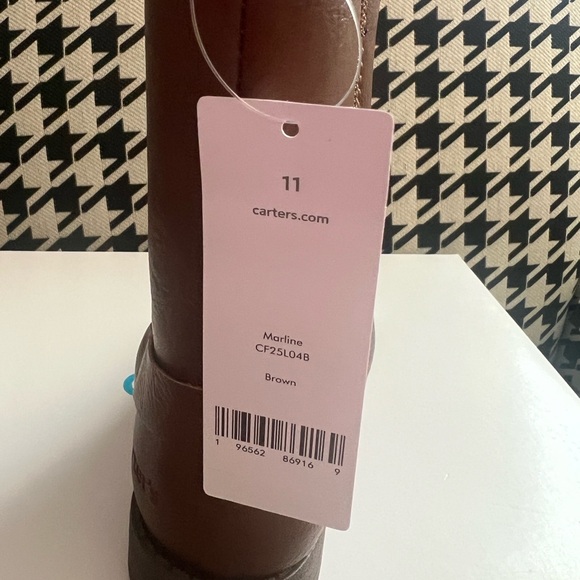 11
carters.com
Marline
CF25L04B
Brown
1 96562 86916 9